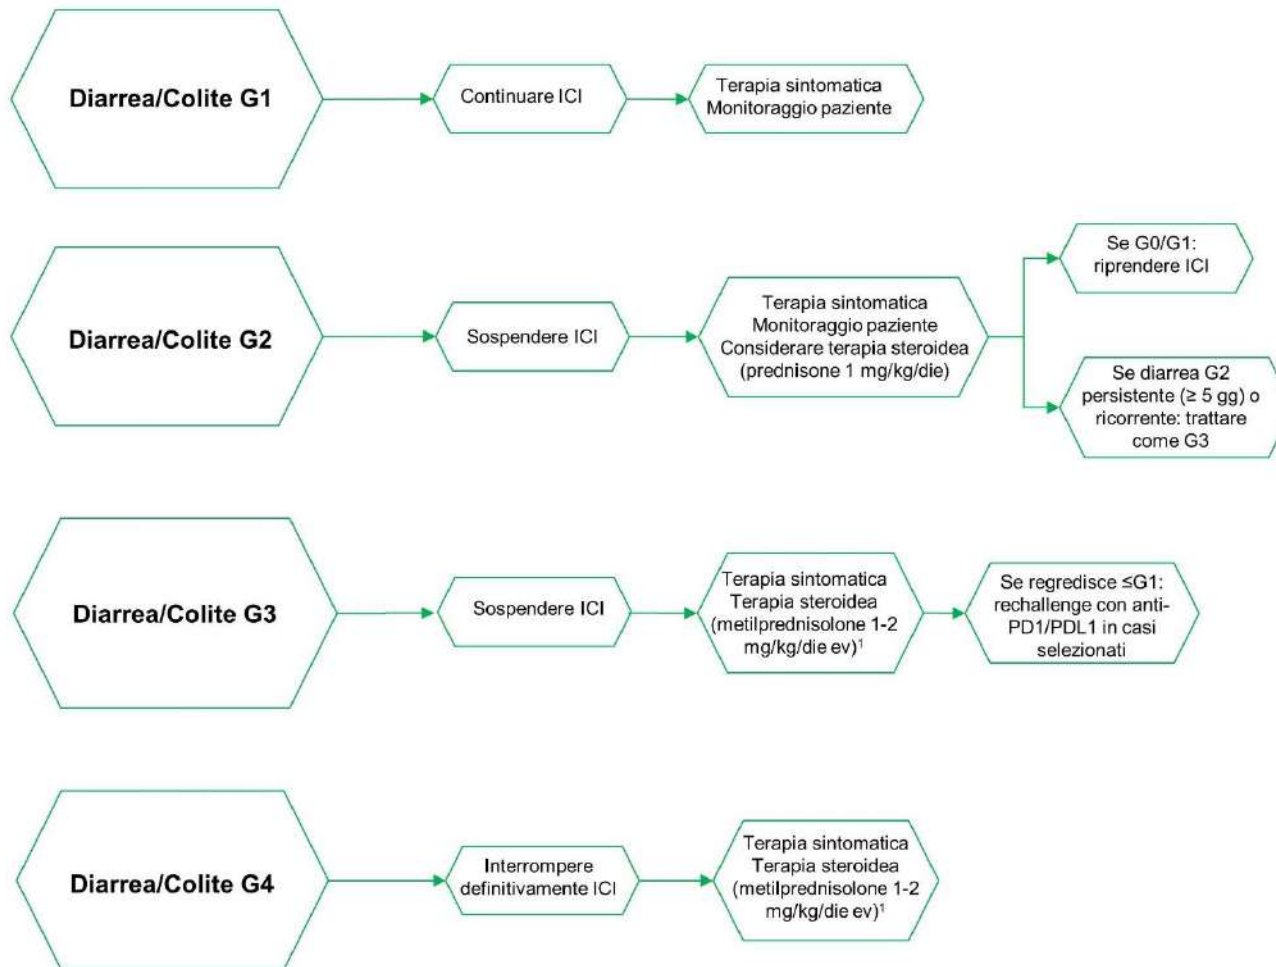 Diarrea/Colite G1
Continuare ICI
Terapia sintomatica
Monitoraggio paziente
Diarrea/Colite G2
Sospendere ICI
Terapia sintomatica
Monitoraggio paziente
Considerare terapia steroidea
(prednisone 1 mg/kg/die)
Se G0/G1:
riprendere ICI
Se diarrea G2
persistente (≥ 5 gg) o
ricorrente: trattare
come G3
Diarrea/Colite G3
Sospendere ICI
Terapia sintomatica
Terapia steroidea
(metilprednisolone 1-2
mg/kg/die ev)¹
Se regredisce ≤G1:
rechallenge con anti-
PD1/PDL1 in casi
selezionati
Diarrea/Colite G4
Interrompere
definitivamente ICI
Terapia sintomatica
Terapia steroidea
(metilprednisolone 1-2
mg/kg/die ev)¹